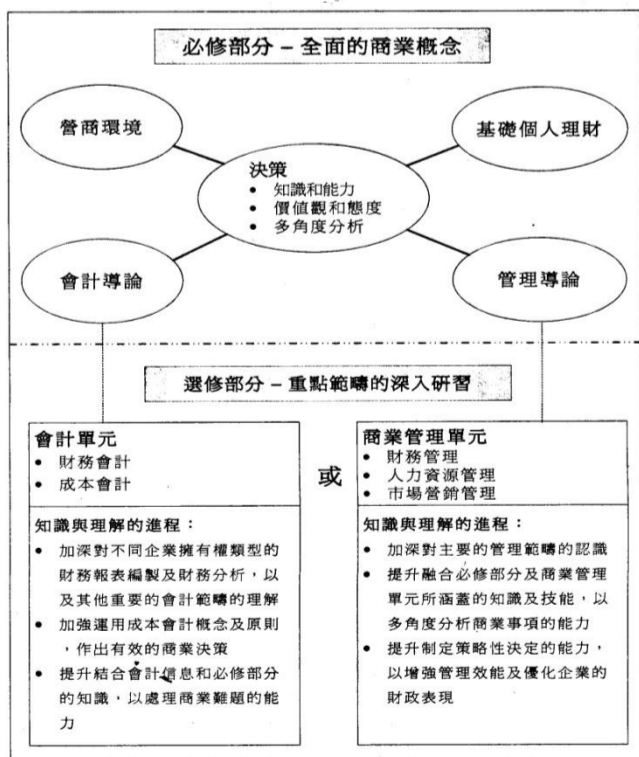 必修部分 – 全面的商業概念
營商環境
基礎個人理財
決策
• 知識和能力
• 價值觀和態度
• 多角度分析
會計導論
管理導論
選修部分 – 重點範疇的深入研習
會計單元
• 財務會計
• 成本會計
知識與理解的進程：
• 加深對不同企業擁有權類型的
財務報表編製及財務分析，以
及其他重要的會計範疇的理解
• 加強運用成本會計概念及原則
，作出有效的商業決策
• 提升結合會計信息和必修部分
的知識，以處理商業難題的能
力
或
商業管理單元
• 財務管理
• 人力資源管理
• 市場營銷管理
知識與理解的進程：
• 加深對主要的管理範疇的認識
• 提升融合必修部分及商業管理
單元所涵蓋的知識及技能，以
多角度分析商業事項的能力
• 提升制定策略性決定的能力，
以增強管理效能及優化企業的
財政表現